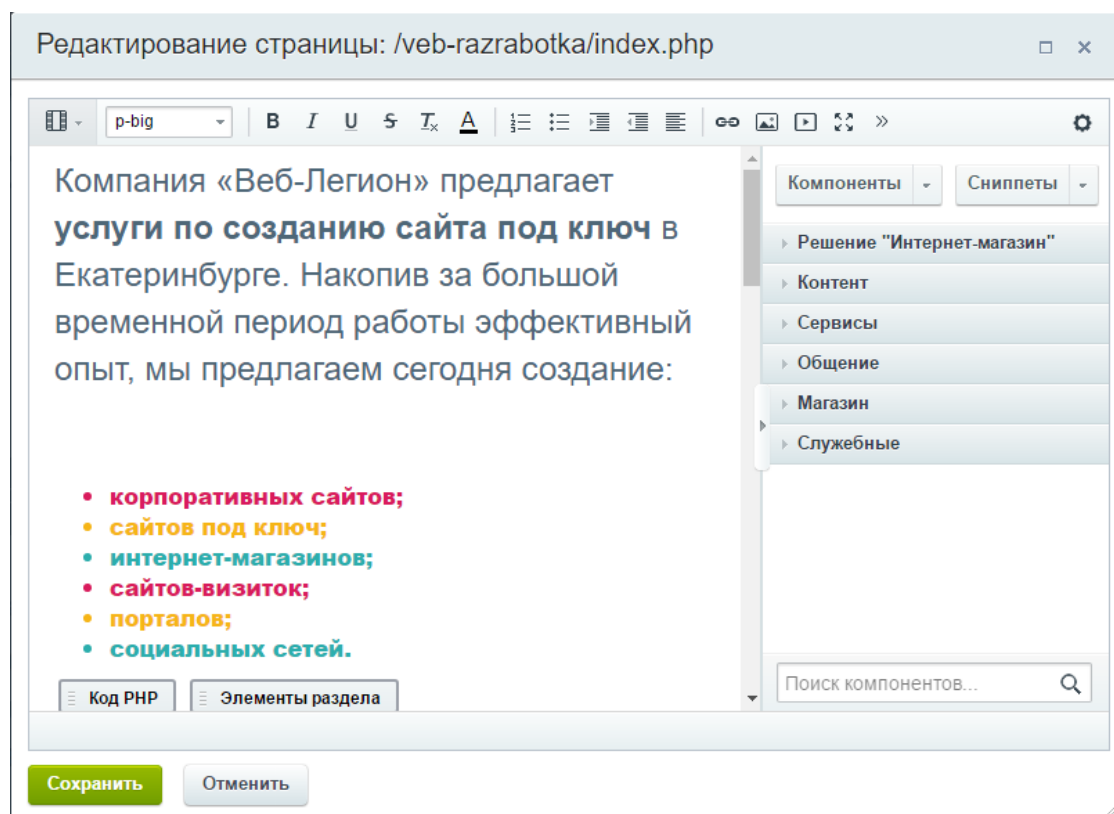 Редактирование страницы: /veb-razrabotka/index.php
p-big B I U S Tx A
Компания «Веб-Легион» предлагает
услуги по созданию сайта под ключ в
Екатеринбурге. Накопив за большой
временной период работы эффективный
опыт, мы предлагаем сегодня создание:
корпоративных сайтов;
сайтов под ключ;
интернет-магазинов;
сайтов-визиток;
порталов;
социальных сетей.
Код PHP Элементы раздела
Компоненты Сниппеты
Решение "Интернет-магазин"
Контент
Сервисы
Общение
Магазин
Служебные
Поиск компонентов...
Сохранить Отменить